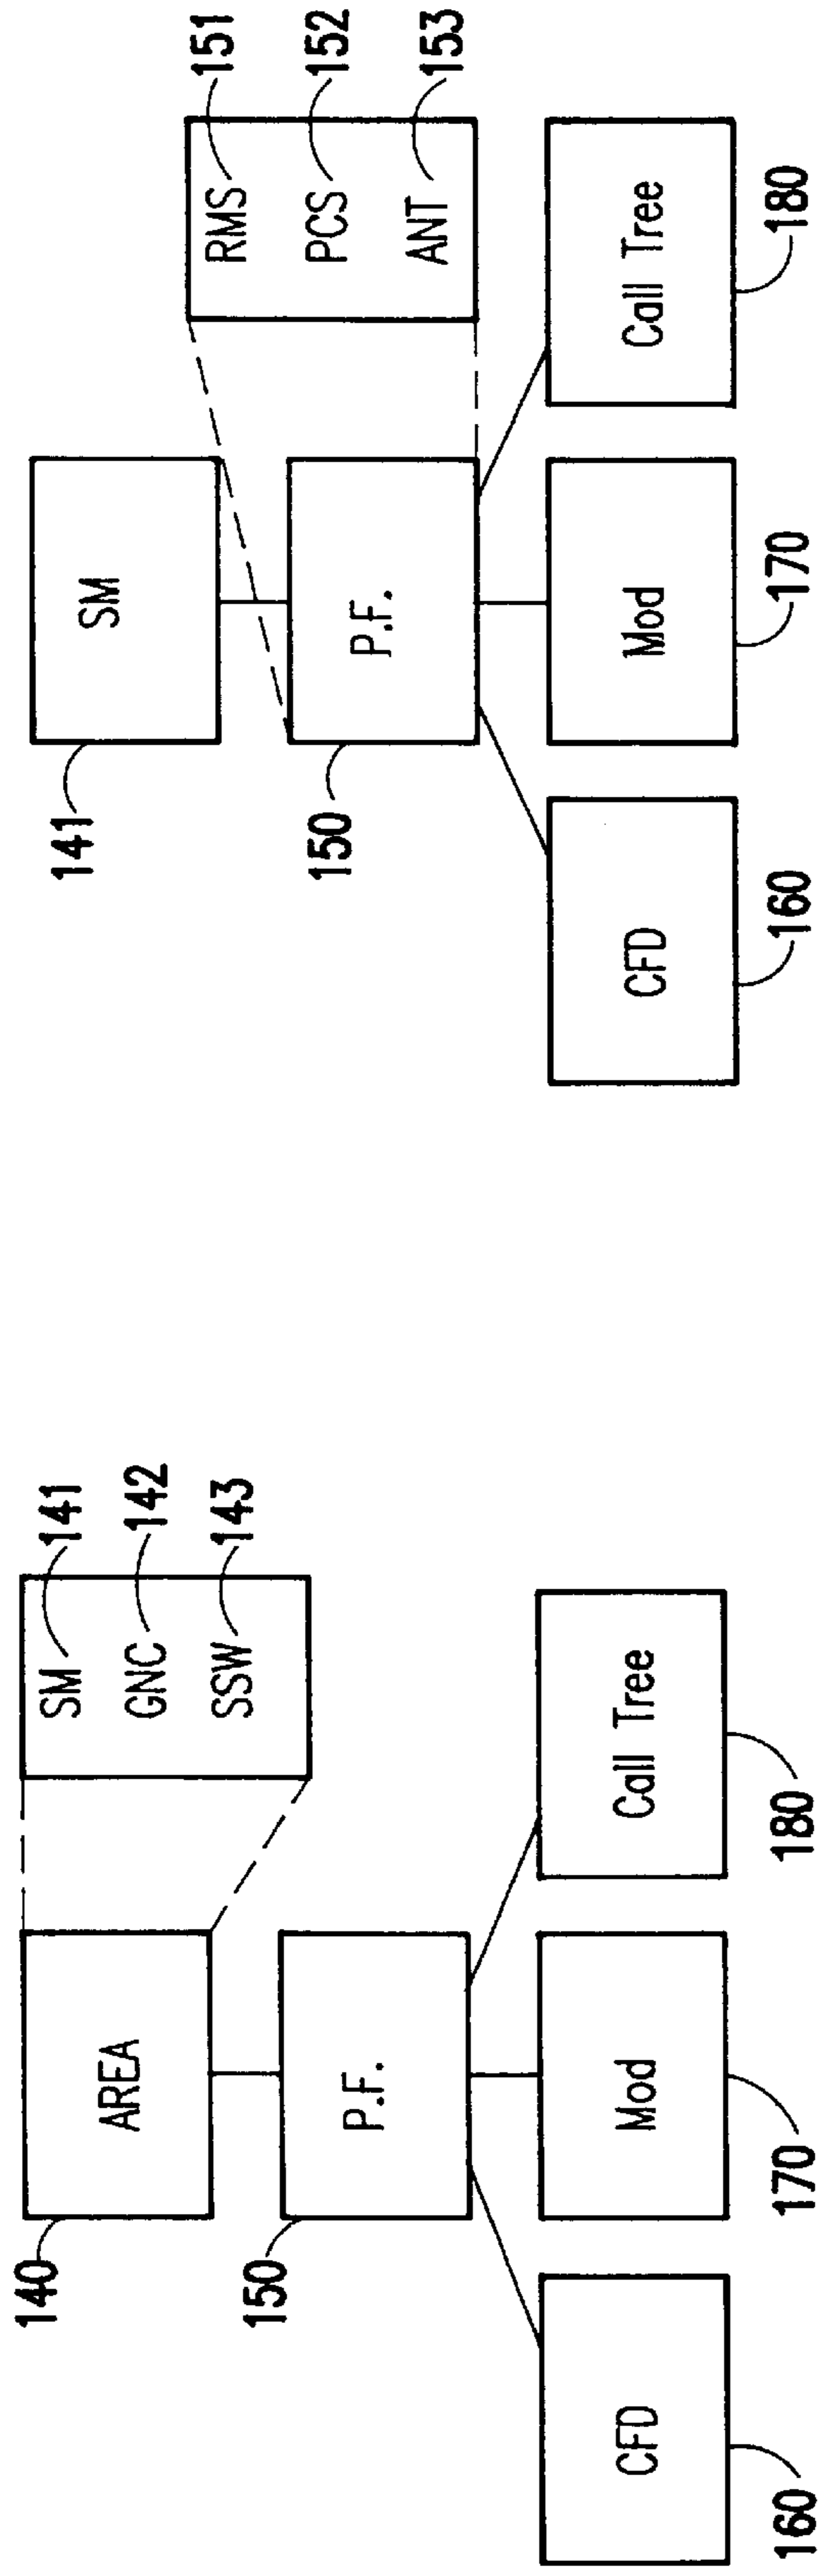 140
AREA
SM 141
GNC 142
SSW 143
150
P.F.
CFD
Mod
Call Tree
160
170
180
141
SM
RMS 151
PCS 152
ANT 153
150
P.F.
CFD
Mod
Call Tree
160
170
180